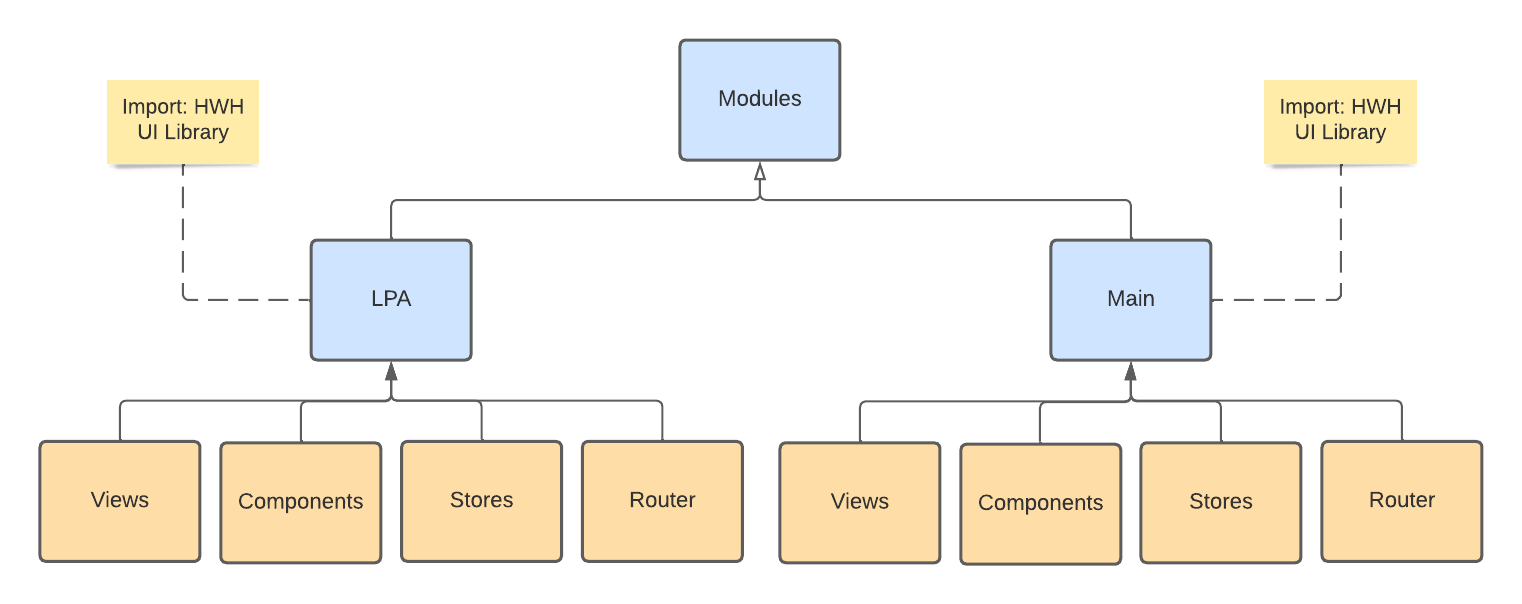 Modules
Import: HWH
UI Library
Import: HWH
UI Library
LPA
Main
Views
Components
Stores
Router
Views
Components
Stores
Router